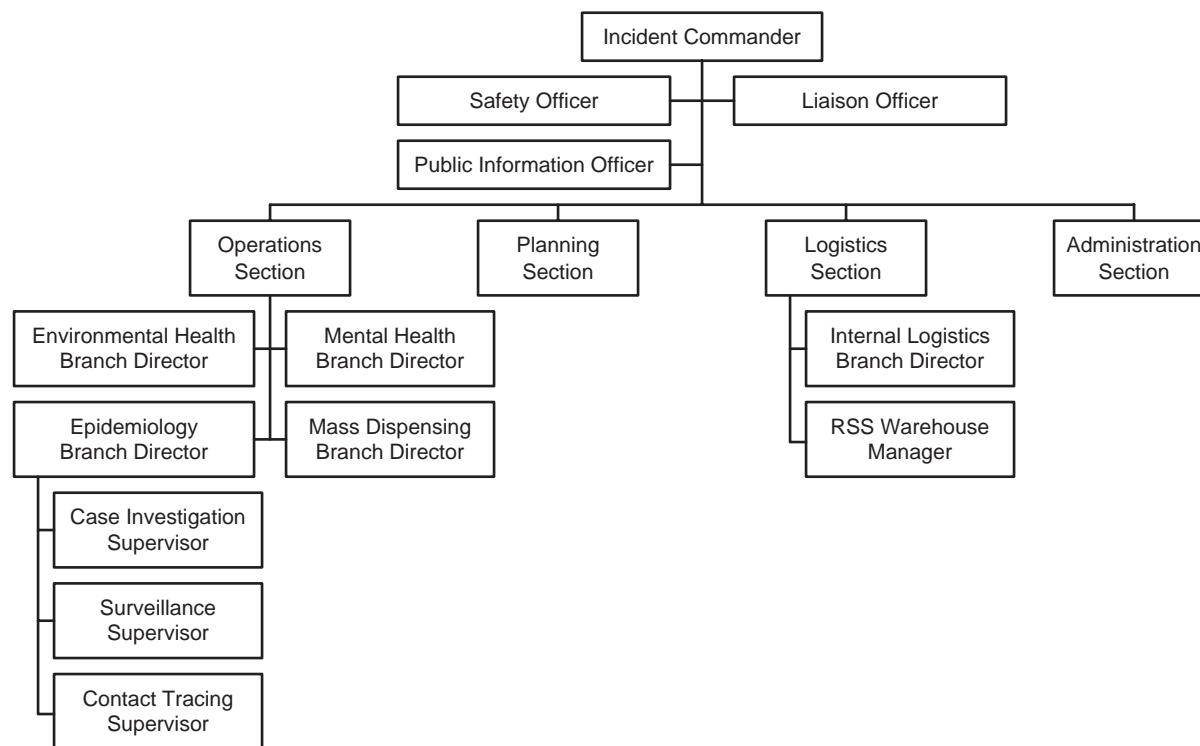 Incident Commander
Safety Officer
Liaison Officer
Public Information Officer
Operations
Section
Planning
Section
Logistics
Section
Administration
Section
Environmental Health
Branch Director
Mental Health
Branch Director
Internal Logistics
Branch Director
Epidemiology
Branch Director
Mass Dispensing
Branch Director
RSS Warehouse
Manager
Case Investigation
Supervisor
Surveillance
Supervisor
Contact Tracing
Supervisor